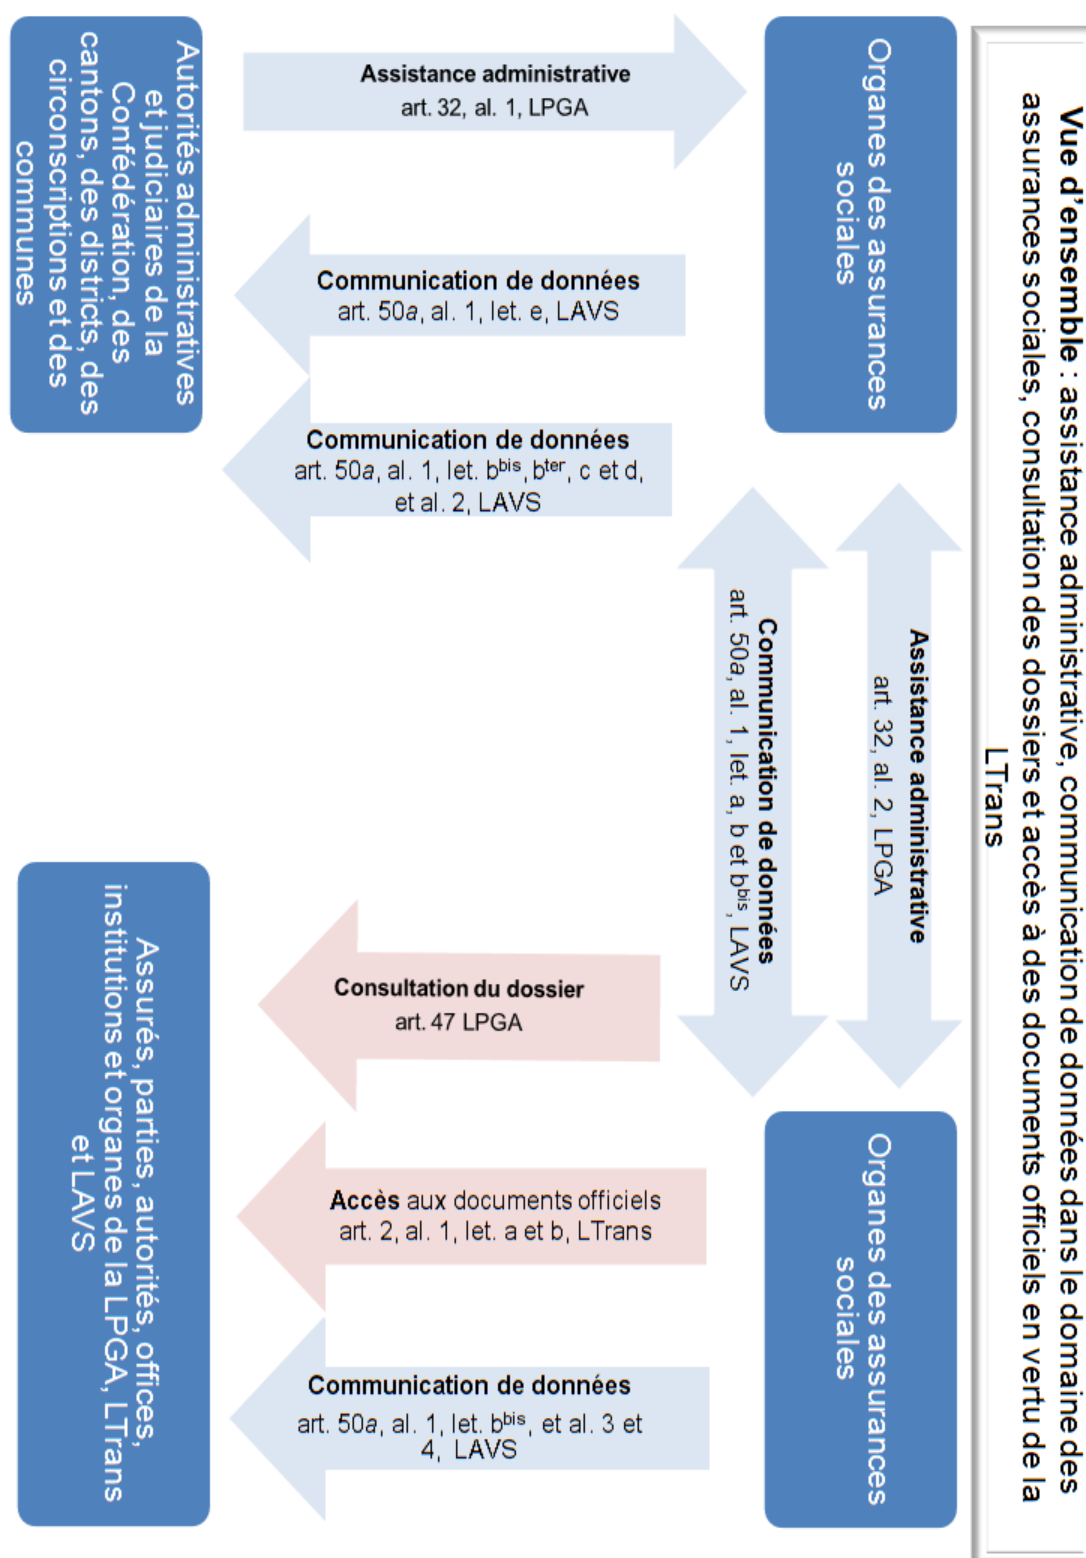 Vue d'ensemble : assistance administrative, communication de données dans le domaine des
assurances sociales, consultation des dossiers et accès à des documents officiels en vertu de la
LTrans
Organes des assurances
sociales
Assistance administrative
art. 32, al. 2, LPGA
Communication de données
art. 50a, al. 1, let. a, b et bbis, LAVS
Organes des assurances
sociales
Assistance administrative
art. 32, al. 1, LPGA
Communication de données
art. 50a, al. 1, let. e, LAVS
Communication de données
art. 50a, al. 1, let. bbis, bter, c et d,
et al. 2, LAVS
Consultation du dossier
art. 47 LPGA
Accès aux documents officiels
art. 2, al. 1, let. a et b, LTrans
Communication de données
art. 50a, al. 1, let. bbis, et al. 3 et
4, LAVS
Autorités administratives
et judiciaires de la
Confédération, des
cantons, des districts, des
circonscriptions et des
communes
Assurés, parties, autorités, offices,
institutions et organes de la LPGA, LTrans
et LAVS